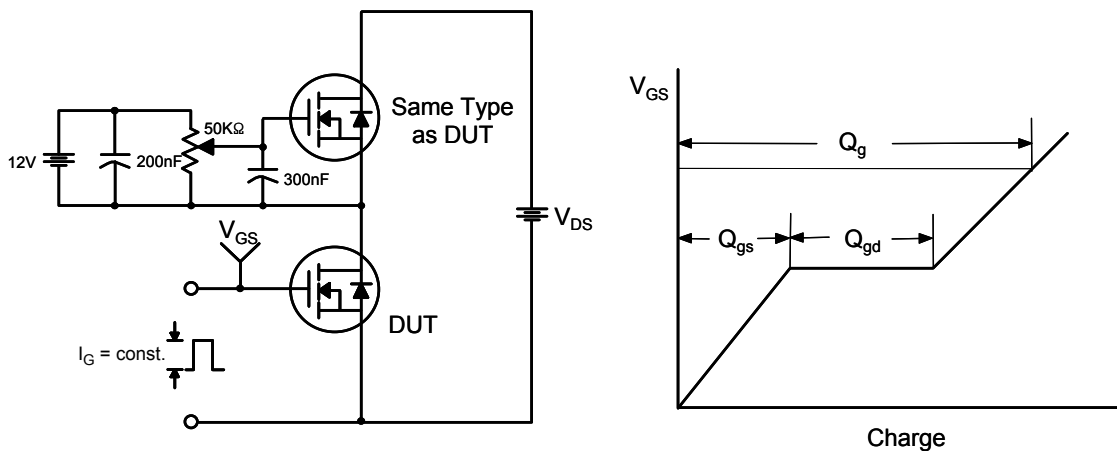 Same Type
as DUT
50KΩ
12V
200nF
300nF
V_DS
V_GS
DUT
I_G = const.
V_GS
Q_g
Q_gs
Q_gd
Charge